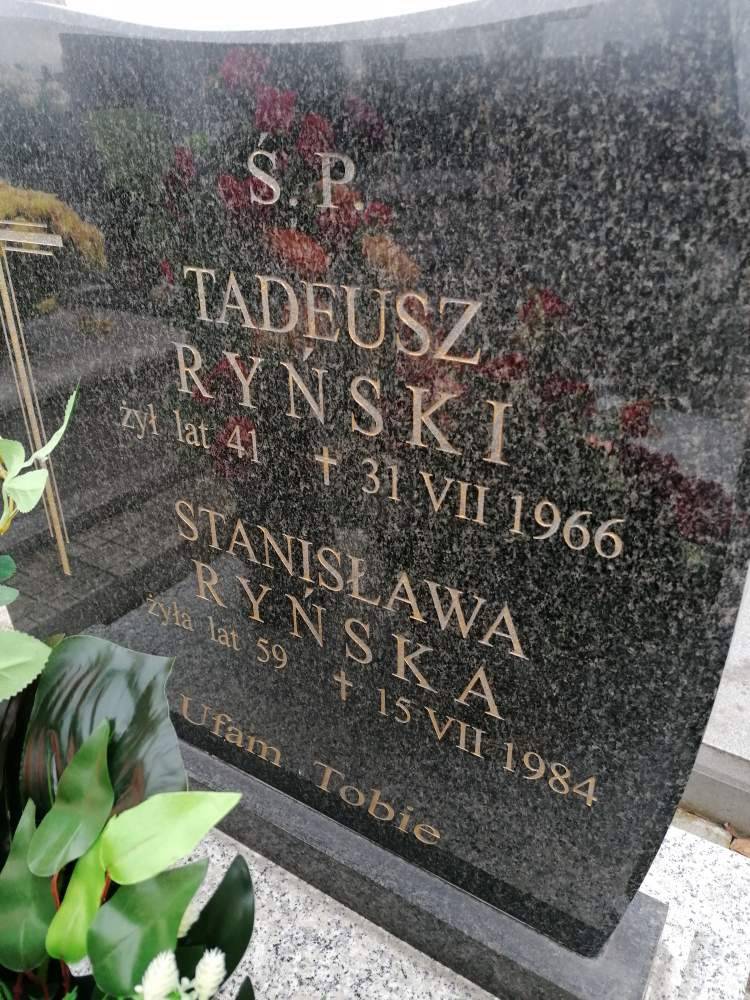 Ś. P.
TADEUSZ
RYŃSKI
żył lat 41 † 31 VII 1966
STANISŁAWA
RYŃSKA
żyła lat 59 † 15 VII 1984
Ufam Tobie